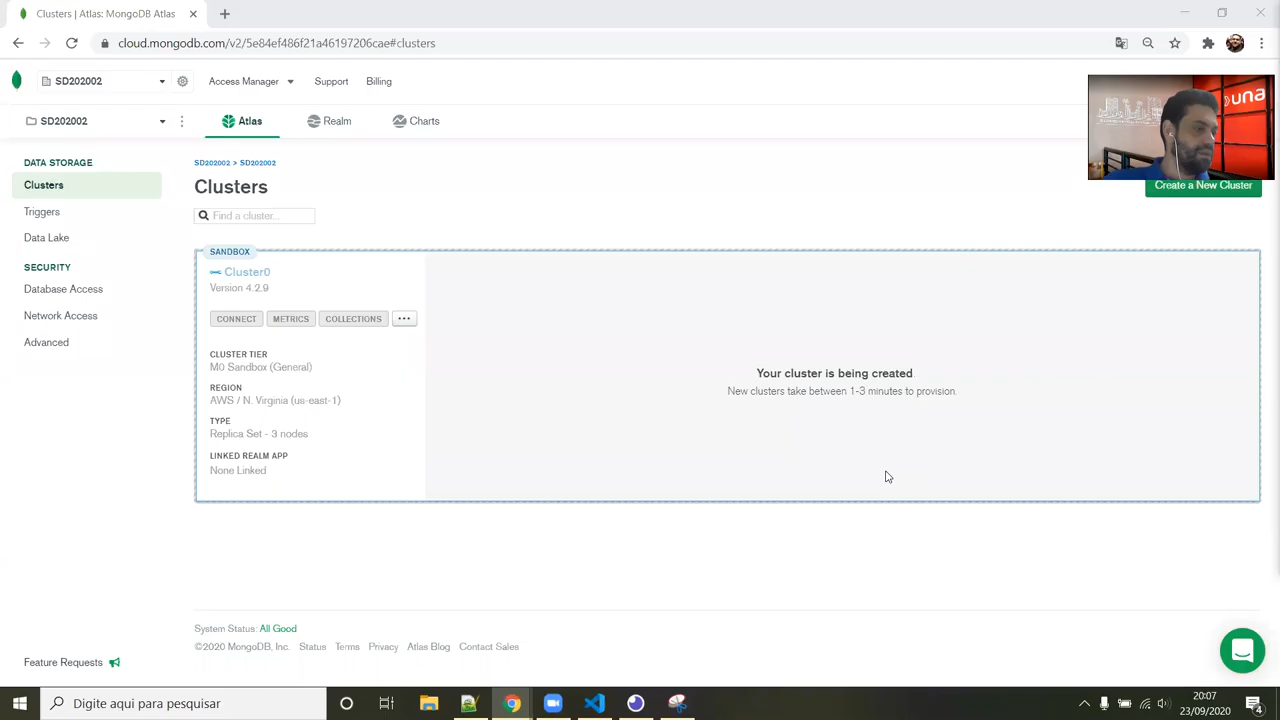 Clusters | Atlas: MongoDB Atlas
cloud.mongodb.com/v2/5e84ef486f21a46197206cae#clusters
SD202002
Access Manager
Support
Billing
SD202002
Atlas
Realm
Charts
una
DATA STORAGE
Clusters
Triggers
Data Lake
SECURITY
Database Access
Network Access
Advanced
SD202002 > SD202002
Clusters
Create a New Cluster
Find a cluster...
SANDBOX
Cluster0
Version 4.2.9
CONNECT
METRICS
COLLECTIONS
CLUSTER TIER
M0 Sandbox (General)
REGION
AWS / N. Virginia (us-east-1)
TYPE
Replica Set - 3 nodes
LINKED REALM APP
None Linked
Your cluster is being created
New clusters take between 1-3 minutes to provision.
System Status: All Good
©2020 MongoDB, Inc.
Status
Terms
Privacy
Atlas Blog
Contact Sales
Feature Requests
Digite aqui para pesquisar
20:07
23/09/2020
4